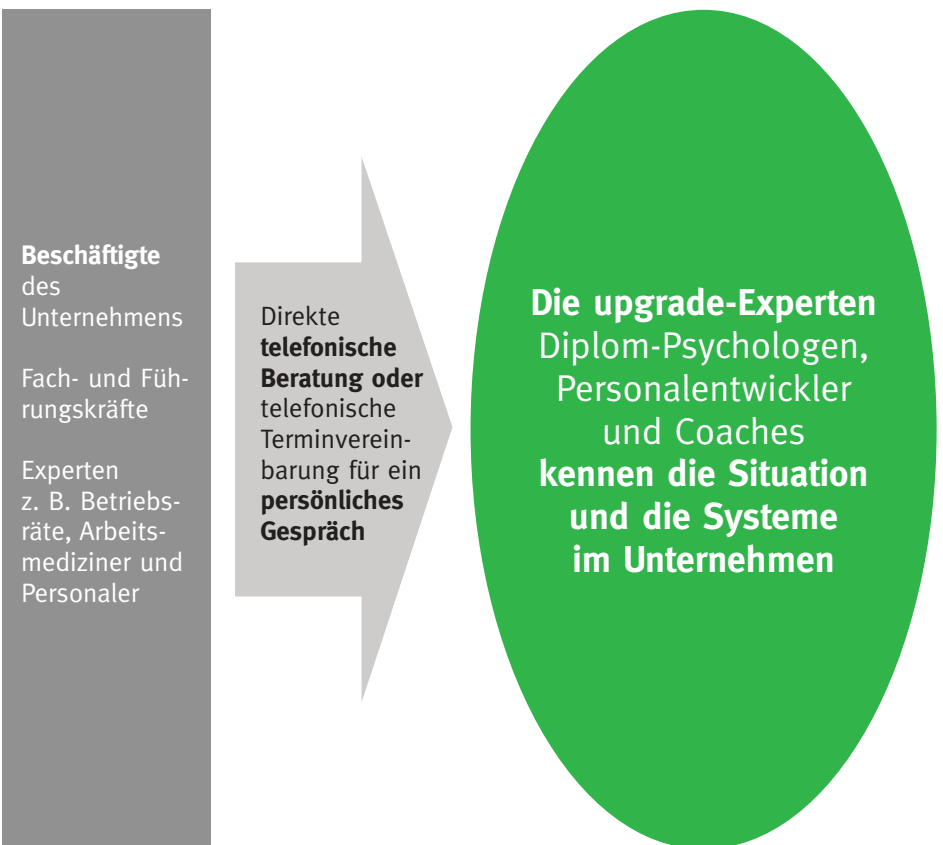 Beschäftigte
des
Unternehmens
Fach- und Füh-
rungskräfte
Experten
z. B. Betriebs-
räte, Arbeits-
mediziner und
Personaler
Direkte
telefonische
Beratung oder
telefonische
Terminverein-
barung für ein
persönliches
Gespräch
Die upgrade-Experten
Diplom-Psychologen,
Personalentwickler
und Coaches
kennen die Situation
und die Systeme
im Unternehmen